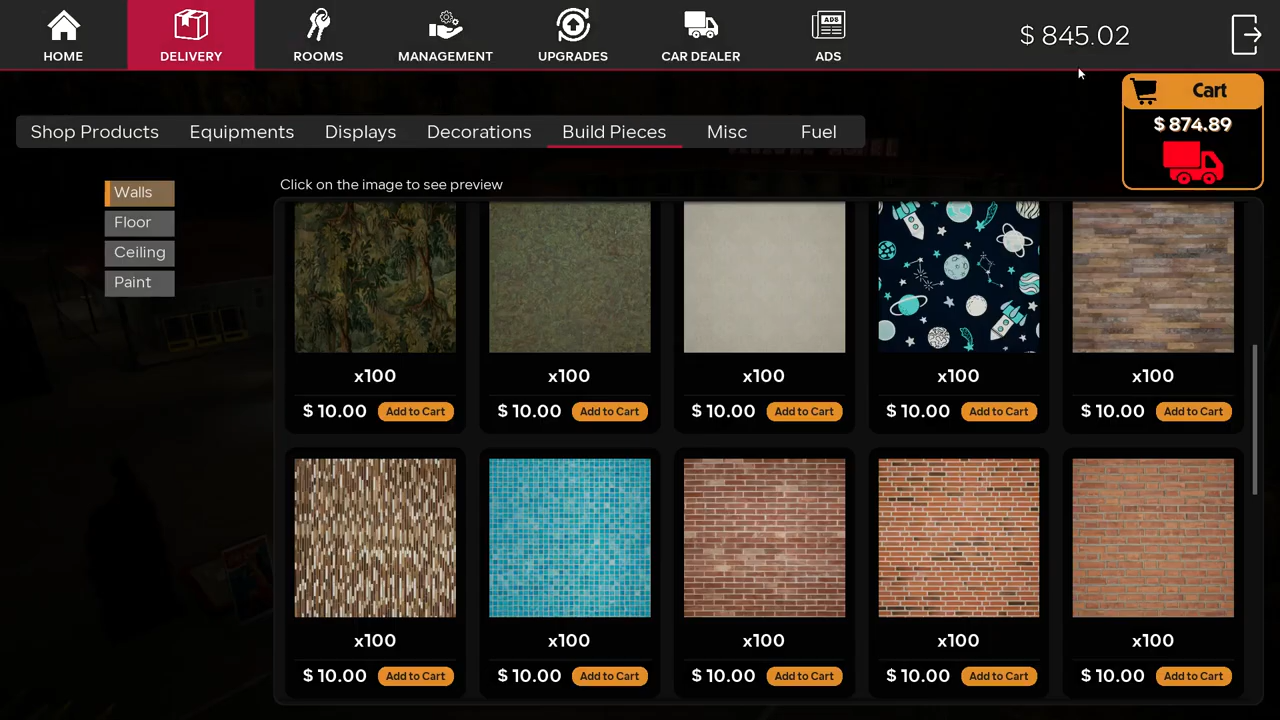 HOME
DELIVERY
ROOMS
MANAGEMENT
UPGRADES
CAR DEALER
ADS
ADS
$ 845.02
Cart
$ 874.89
Shop Products
Equipments
Displays
Decorations
Build Pieces
Misc
Fuel
Walls
Floor
Ceiling
Paint
Click on the image to see preview
x100
x100
x100
x100
x100
$ 10.00 Add to Cart
$ 10.00 Add to Cart
$ 10.00 Add to Cart
$ 10.00 Add to Cart
$ 10.00 Add to Cart
x100
x100
x100
x100
x100
$ 10.00 Add to Cart
$ 10.00 Add to Cart
$ 10.00 Add to Cart
$ 10.00 Add to Cart
$ 10.00 Add to Cart